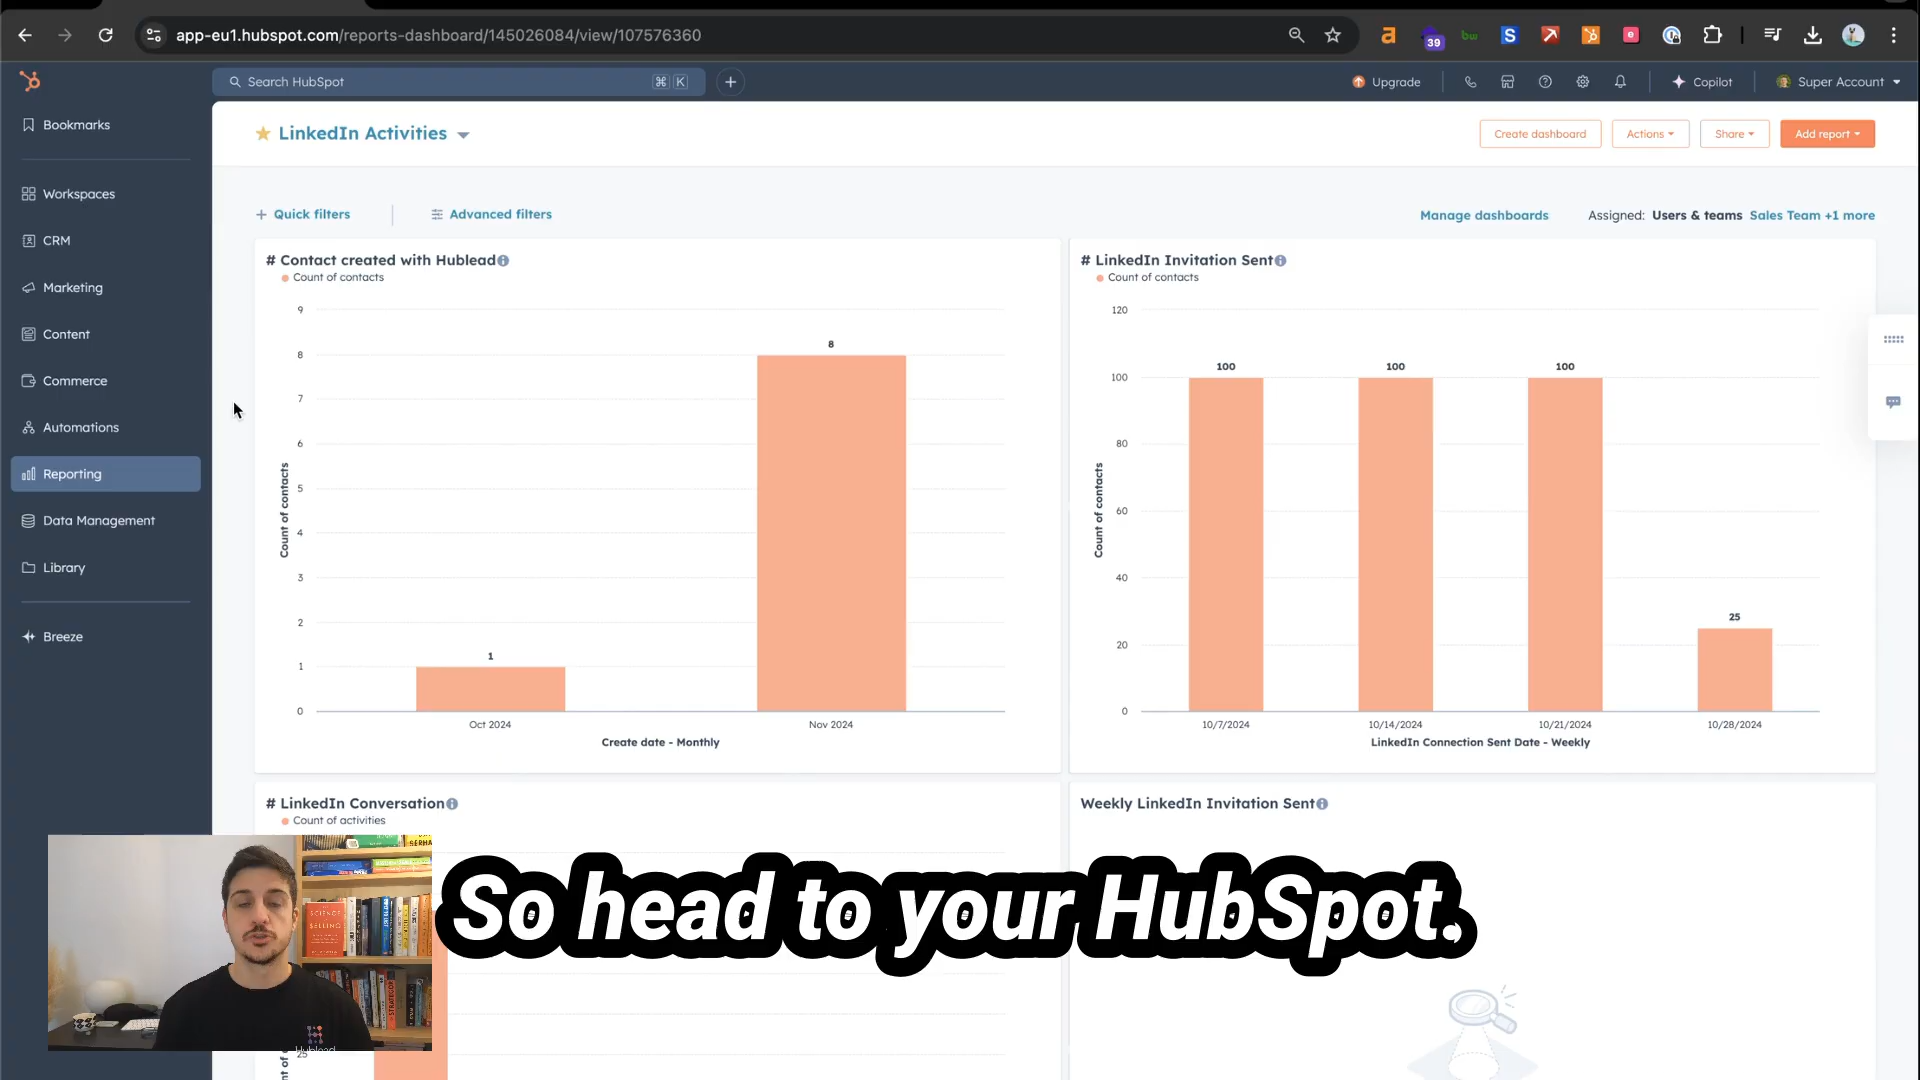 app-eu1.hubspot.com/reports-dashboard/145026084/view/107576360
39
Search HubSpot
⌘ K
Upgrade
Copilot
Super Account
Bookmarks
Workspaces
CRM
Marketing
Content
Commerce
Automations
Reporting
Data Management
Library
Breeze
LinkedIn Activities
Create dashboard
Actions
Share
Add report
Quick filters
Advanced filters
Manage dashboards
Assigned: Users & teams Sales Team +1 more
# Contact created with Hublead
Count of contacts
9
8
7
6
5
4
3
2
1
0
Count of contacts
1
8
Oct 2024
Nov 2024
Create date - Monthly
# LinkedIn Invitation Sent
Count of contacts
120
100
80
60
40
20
0
Count of contacts
100
100
100
25
10/7/2024
10/14/2024
10/21/2024
10/28/2024
LinkedIn Connection Sent Date - Weekly
# LinkedIn Conversation
Count of activities
25
Weekly LinkedIn Invitation Sent
So head to your HubSpot.
SCIENCE
SELLING
Hublead